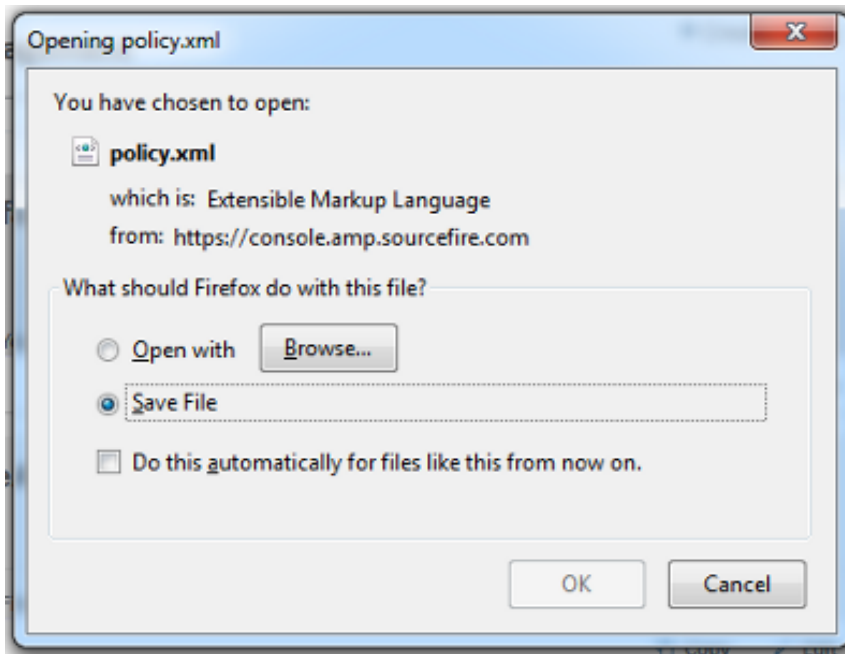 Opening policy.xml
You have chosen to open:
policy.xml
which is: Extensible Markup Language
from: https://console.amp.sourcefire.com
What should Firefox do with this file?
Open with Browse...
Save File
Do this automatically for files like this from now on.
OK Cancel